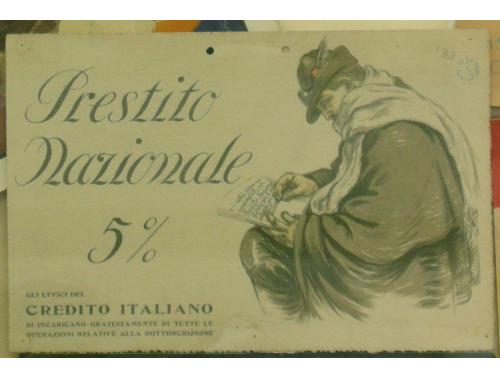 Prestito
Nazionale
5%
GLI UFFICI DEL
CREDITO ITALIANO
SI INCARICANO GRATUITAMENTE DI TUTTE LE
OPERAZIONI RELATIVE ALLA SOTTOSCRIZIONE